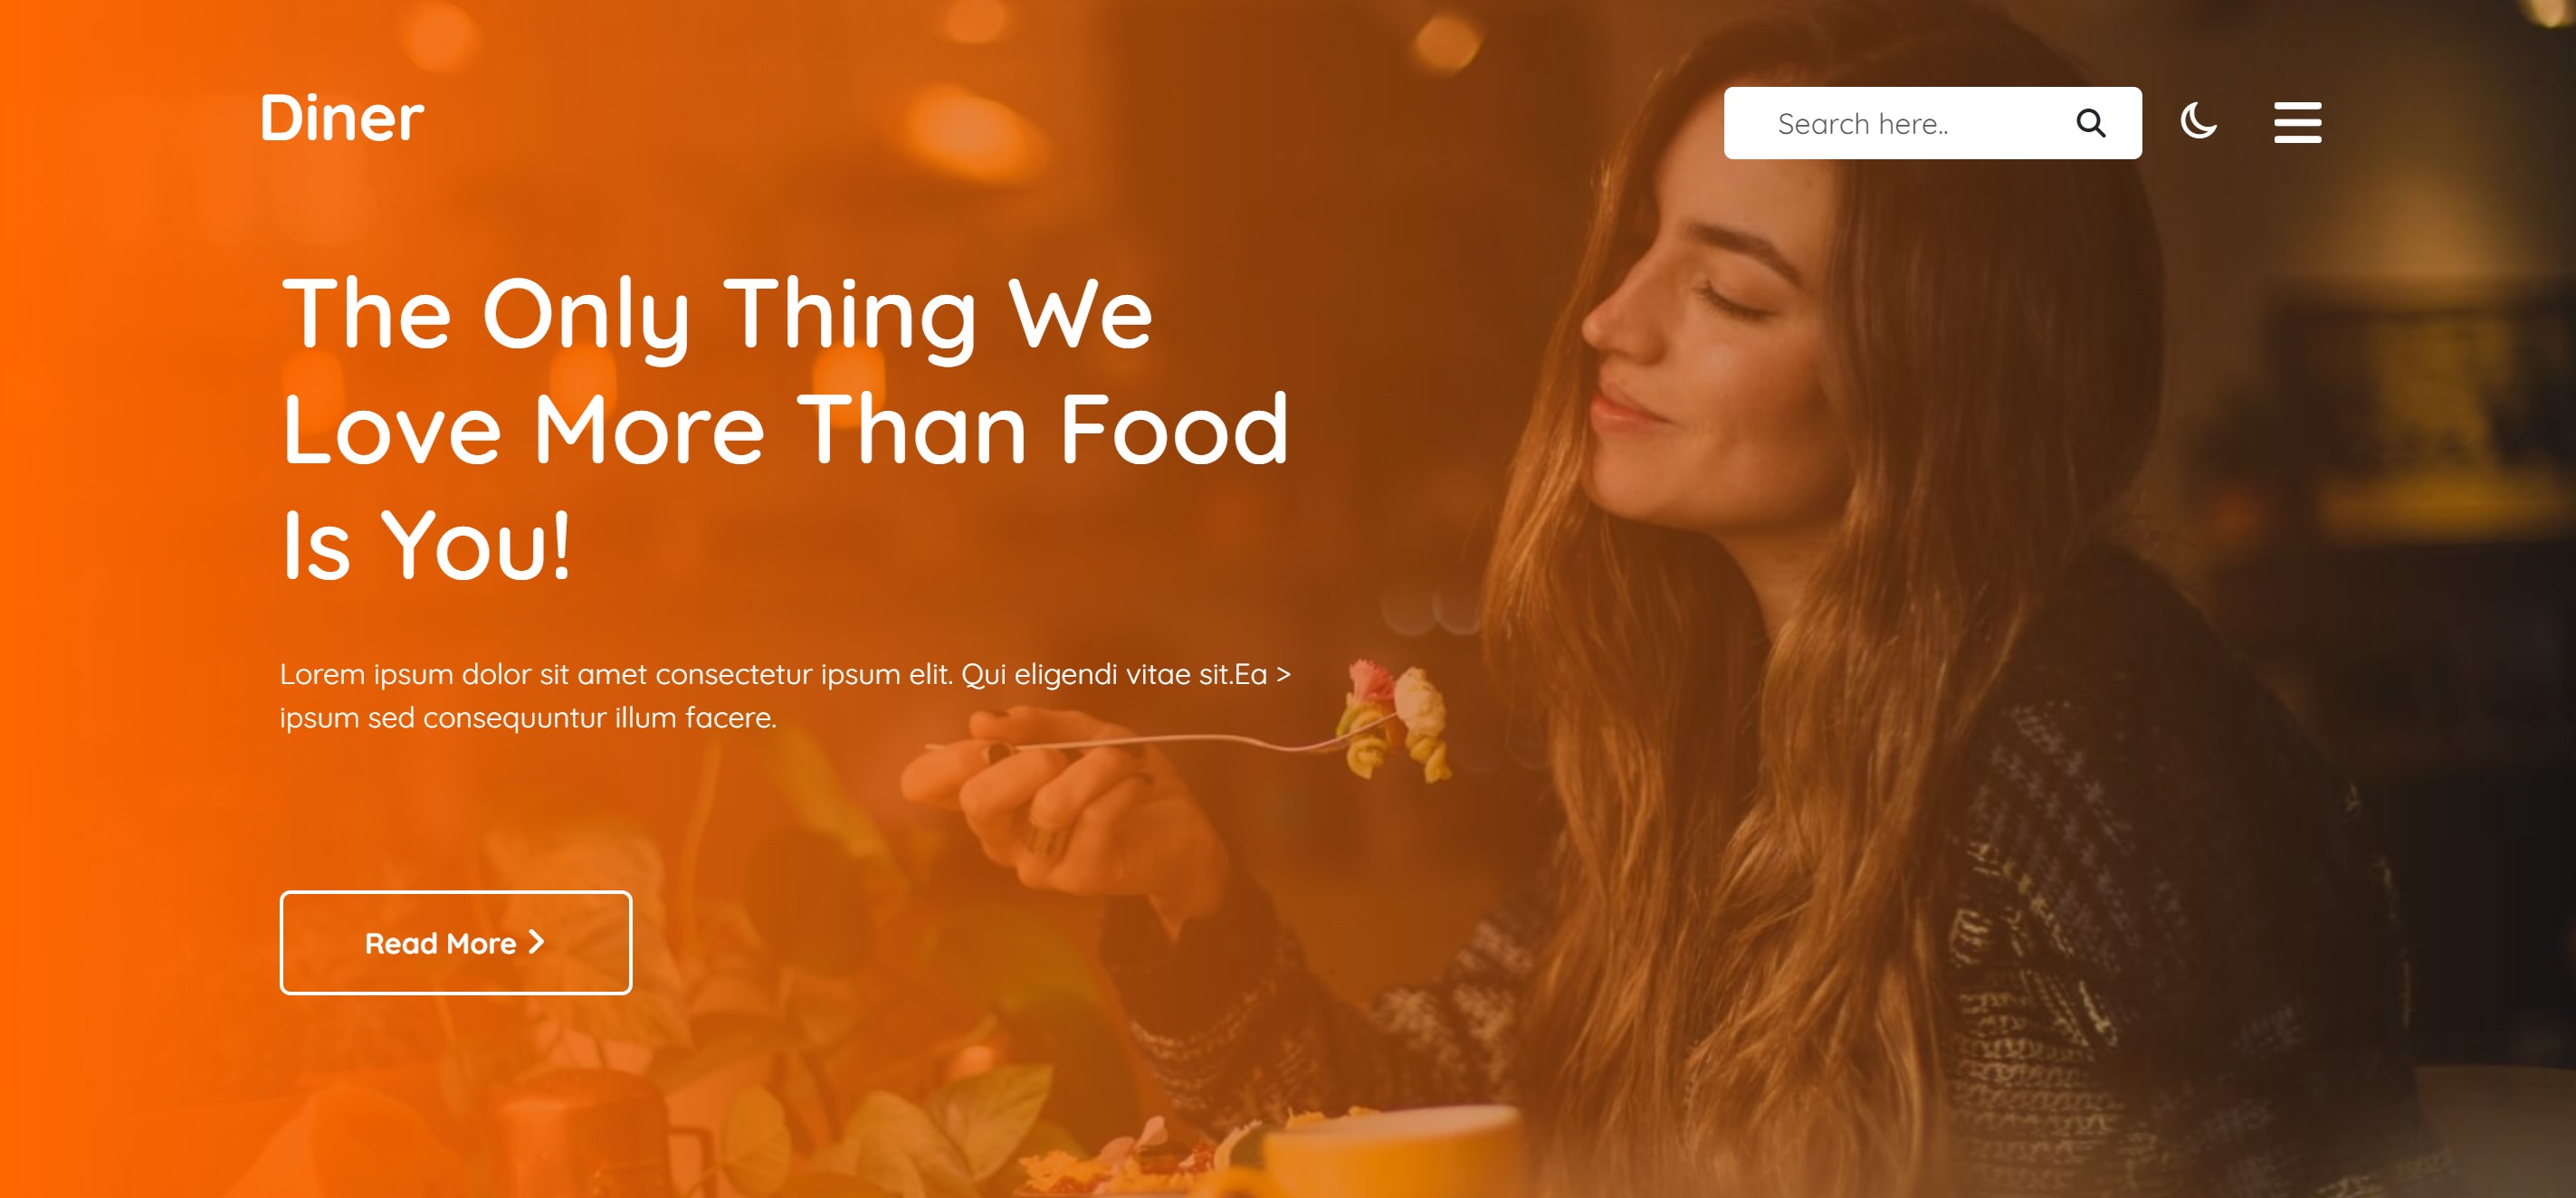 Diner
Search here..
The Only Thing We
Love More Than Food
Is You!
Lorem ipsum dolor sit amet consectetur ipsum elit. Qui eligendi vitae sit.Ea >
ipsum sed consequuntur illum facere.
Read More